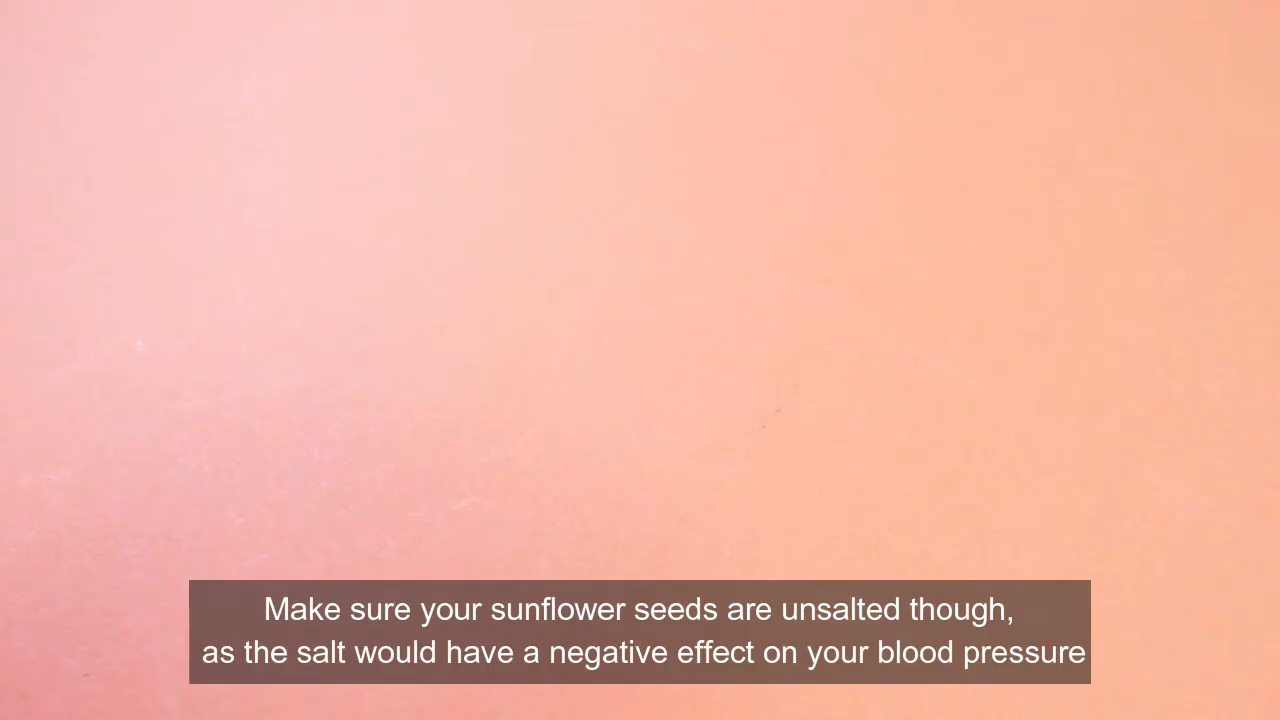 Make sure your sunflower seeds are unsalted though,
as the salt would have a negative effect on your blood pressure